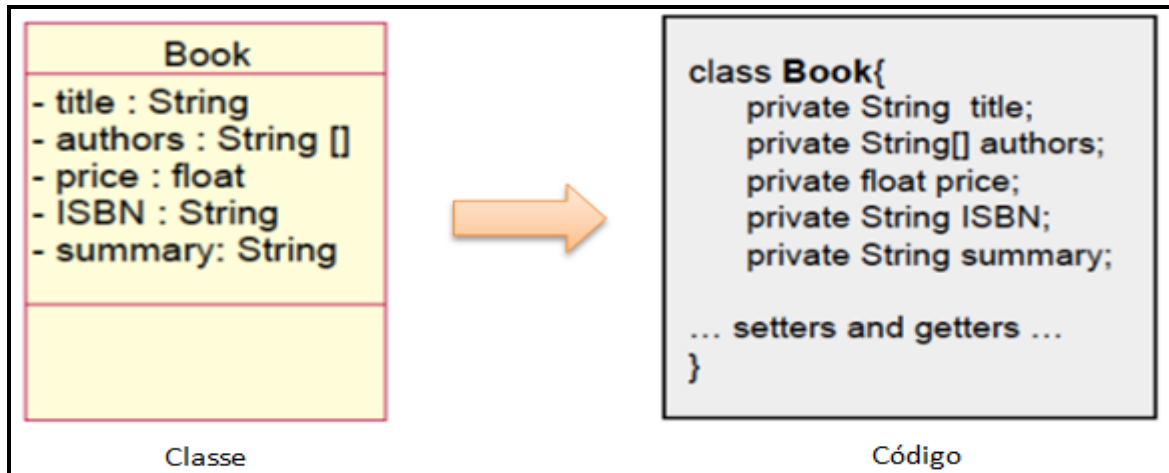 Book
- title : String
- authors : String []
- price : float
- ISBN : String
- summary: String
Classe
class Book{
private String title;
private String[] authors;
private float price;
private String ISBN;
private String summary;
... setters and getters ...
}
Código